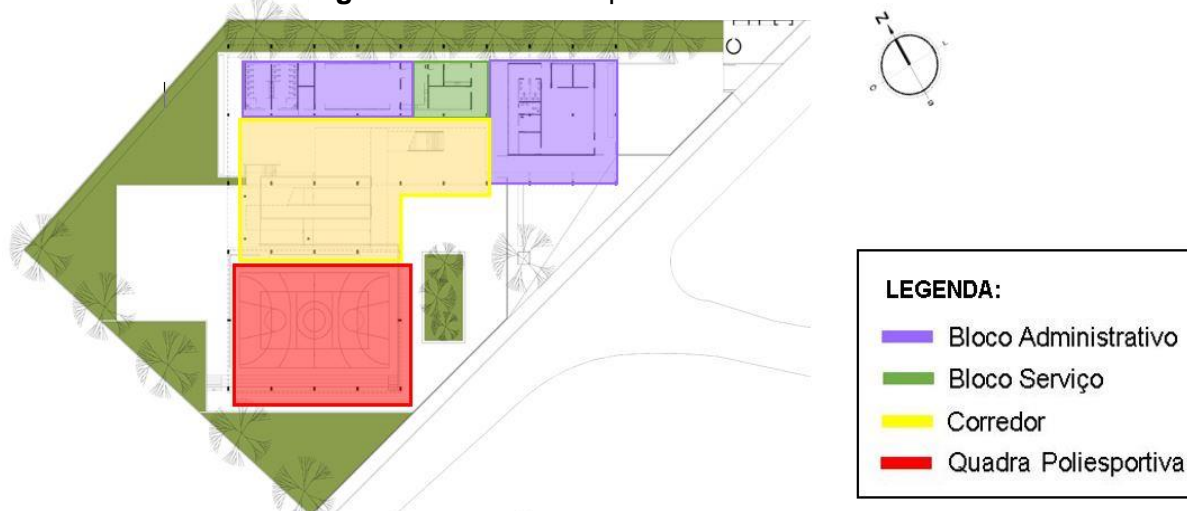 N
L
O
LEGENDA:
Bloco Administrativo
Bloco Serviço
Corredor
Quadra Poliesportiva